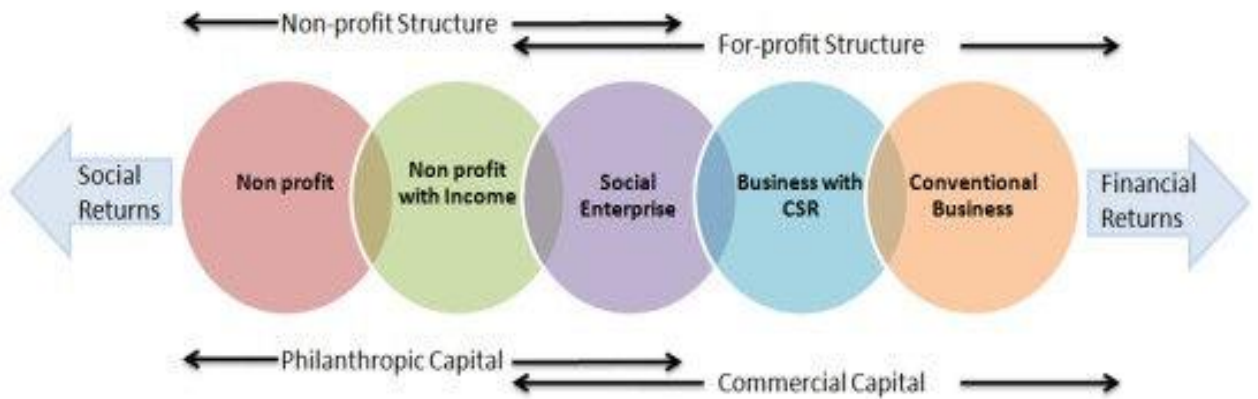 Non-profit Structure
For-profit Structure
Social
Returns
Non profit
Non profit
with Income
Social
Enterprise
Business with
CSR
Conventional
Business
Financial
Returns
Philanthropic Capital
Commercial Capital